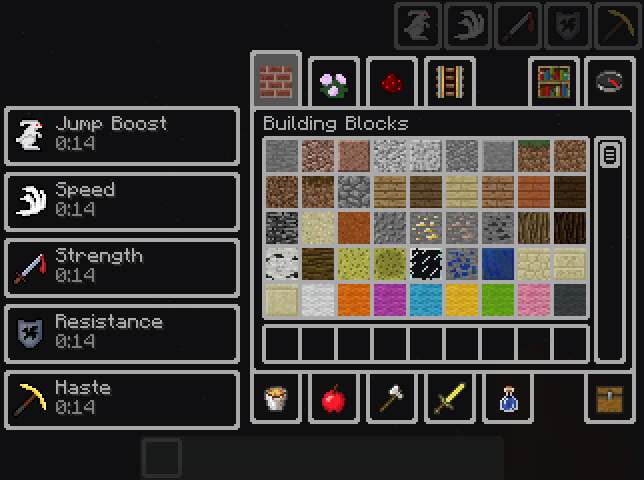 Building Blocks
Jump Boost
0:14
Speed
0:14
Strength
0:14
Resistance
0:14
Haste
0:14